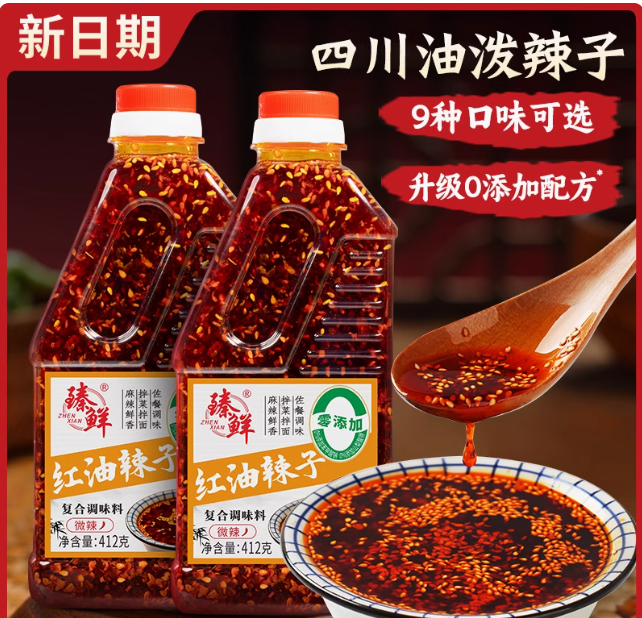 新日期
四川油泼辣子
9种口味可选
升级0添加配方*
臻鲜®
ZHEN XIAN
麻辣鲜香
拌菜拌面
佐餐调味
红油辣子
复合调味料
微辣
净含量:412克
臻鲜®
ZHEN XIAN
麻辣鲜香
拌菜拌面
佐餐调味
零添加
红油辣子
复合调味料
微辣
净含量:412克